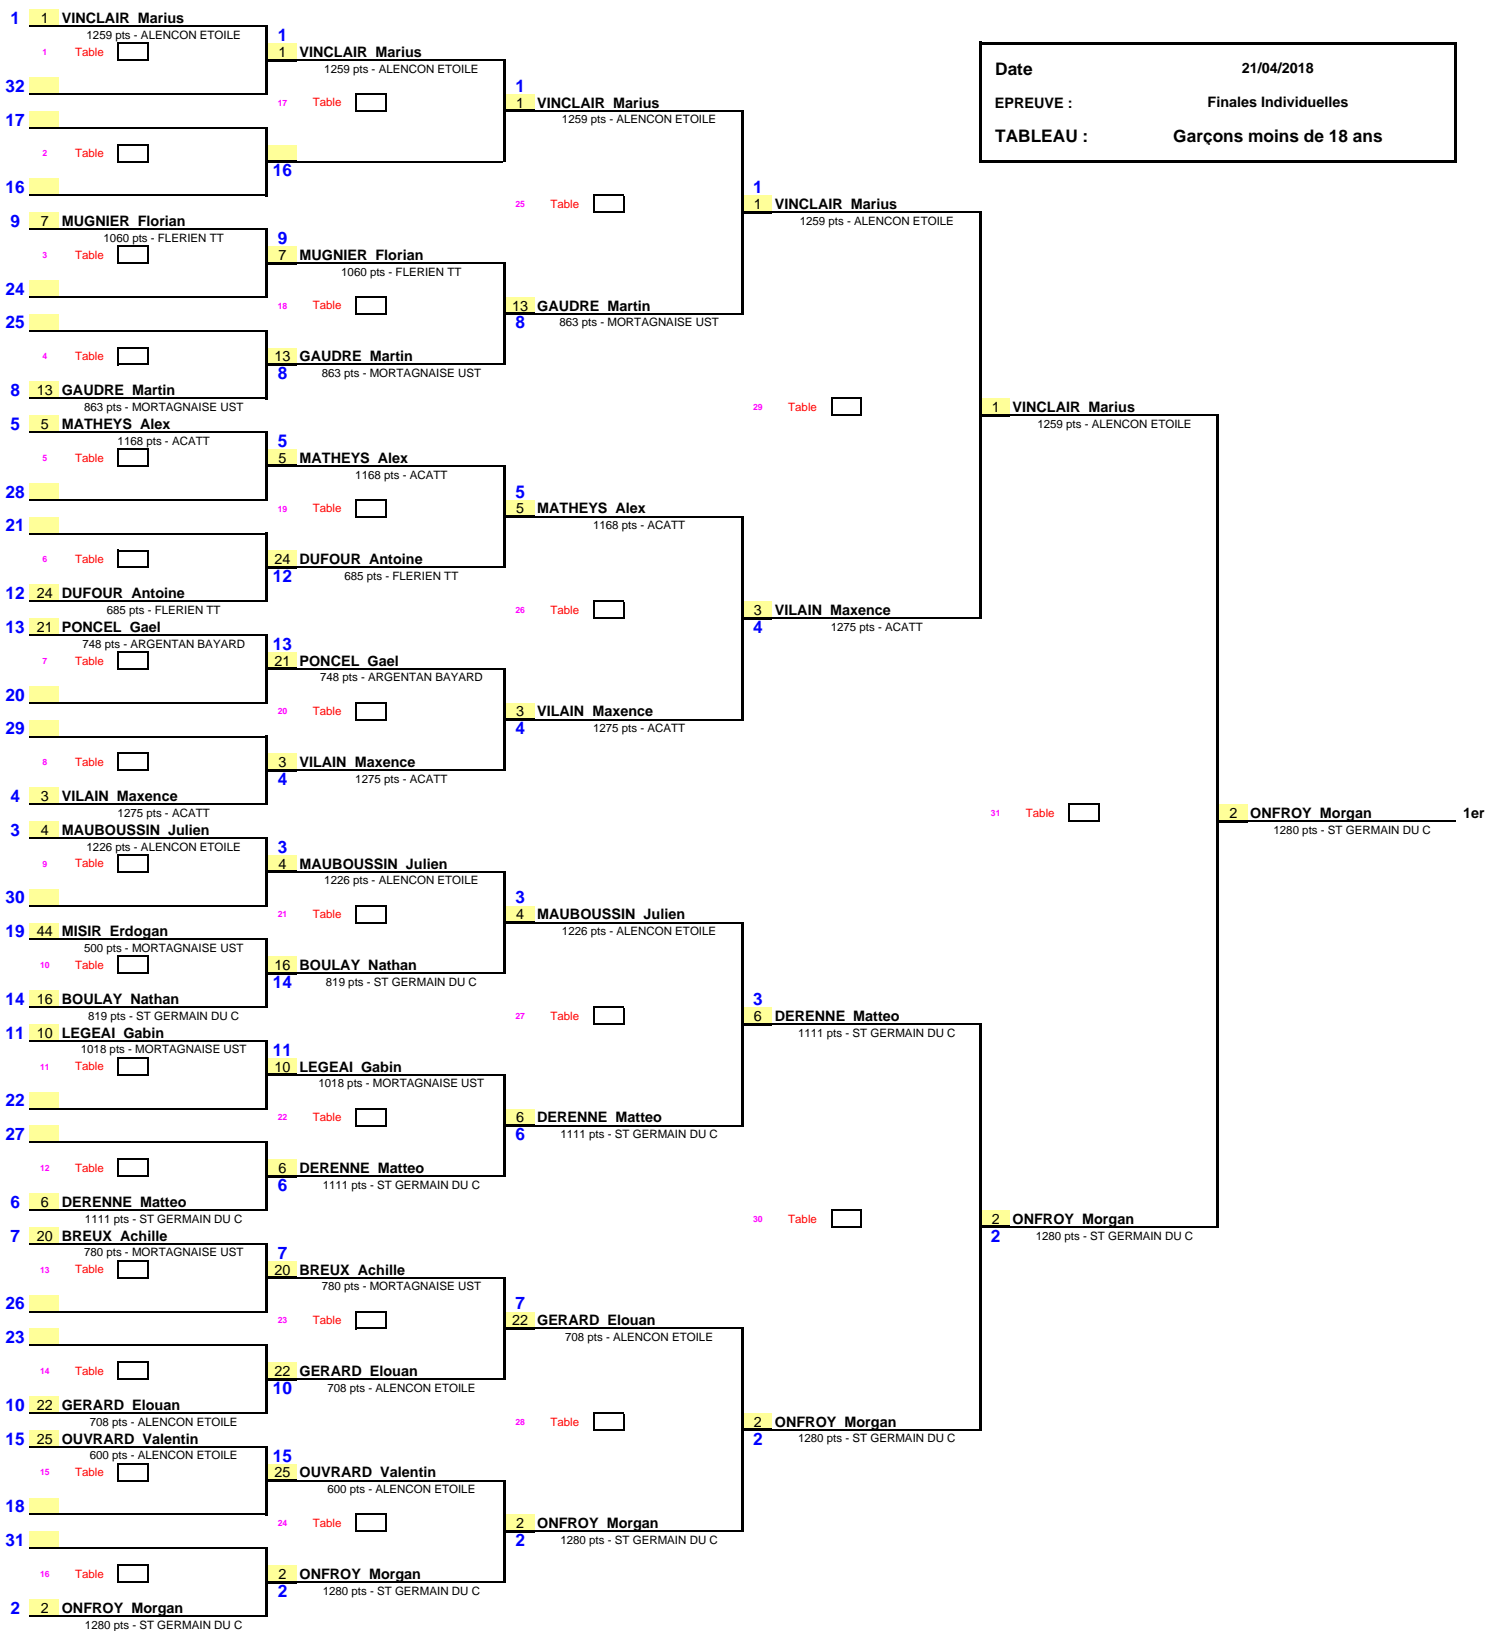 Date 21/04/2018
EPREUVE : Finales Individuelles
TABLEAU : Garçons moins de 18 ans
1 1 VINCLAIR Marius
1259 pts - ALENCON ETOILE
1 Table
32
17
2 Table
16
9 7 MUGNIER Florian
1060 pts - FLERIEN TT
3 Table
24
25
4 Table
8 13 GAUDRE Martin
863 pts - MORTAGNAISE UST
5 5 MATHEYS Alex
1168 pts - ACATT
5 Table
28
21
6 Table
12 24 DUFOUR Antoine
685 pts - FLERIEN TT
13 21 PONCEL Gael
748 pts - ARGENTAN BAYARD
7 Table
20
29
8 Table
4 3 VILAIN Maxence
1275 pts - ACATT
3 4 MAUBOUSSIN Julien
1226 pts - ALENCON ETOILE
9 Table
30
19 44 MISIR Erdogan
500 pts - MORTAGNAISE UST
10 Table
14 16 BOULAY Nathan
819 pts - ST GERMAIN DU C
11 10 LEGEAI Gabin
1018 pts - MORTAGNAISE UST
11 Table
22
27
12 Table
6 6 DERENNE Matteo
1111 pts - ST GERMAIN DU C
7 20 BREUX Achille
780 pts - MORTAGNAISE UST
13 Table
26
23
14 Table
10 22 GERARD Elouan
708 pts - ALENCON ETOILE
15 25 OUVRARD Valentin
600 pts - ALENCON ETOILE
15 Table
18
31
16 Table
2 2 ONFROY Morgan
1280 pts - ST GERMAIN DU C
1
1 VINCLAIR Marius
1259 pts - ALENCON ETOILE
17 Table
16
9
7 MUGNIER Florian
1060 pts - FLERIEN TT
18 Table
13 GAUDRE Martin
8 863 pts - MORTAGNAISE UST
5
5 MATHEYS Alex
1168 pts - ACATT
19 Table
24 DUFOUR Antoine
12 685 pts - FLERIEN TT
13
21 PONCEL Gael
748 pts - ARGENTAN BAYARD
20 Table
3 VILAIN Maxence
4 1275 pts - ACATT
3
4 MAUBOUSSIN Julien
1226 pts - ALENCON ETOILE
21 Table
16 BOULAY Nathan
14 819 pts - ST GERMAIN DU C
11
10 LEGEAI Gabin
1018 pts - MORTAGNAISE UST
22 Table
6 DERENNE Matteo
6 1111 pts - ST GERMAIN DU C
7
20 BREUX Achille
780 pts - MORTAGNAISE UST
23 Table
22 GERARD Elouan
10 708 pts - ALENCON ETOILE
15
25 OUVRARD Valentin
600 pts - ALENCON ETOILE
24 Table
2 ONFROY Morgan
2 1280 pts - ST GERMAIN DU C
1
1 VINCLAIR Marius
1259 pts - ALENCON ETOILE
25 Table
13 GAUDRE Martin
8 863 pts - MORTAGNAISE UST
5
5 MATHEYS Alex
1168 pts - ACATT
26 Table
3 VILAIN Maxence
4 1275 pts - ACATT
3
4 MAUBOUSSIN Julien
1226 pts - ALENCON ETOILE
27 Table
6 DERENNE Matteo
6 1111 pts - ST GERMAIN DU C
7
22 GERARD Elouan
708 pts - ALENCON ETOILE
28 Table
2 ONFROY Morgan
2 1280 pts - ST GERMAIN DU C
1
1 VINCLAIR Marius
1259 pts - ALENCON ETOILE
29 Table
3 VILAIN Maxence
4 1275 pts - ACATT
3
6 DERENNE Matteo
1111 pts - ST GERMAIN DU C
30 Table
2 ONFROY Morgan
2 1280 pts - ST GERMAIN DU C
1 VINCLAIR Marius
1259 pts - ALENCON ETOILE
31 Table
2 ONFROY Morgan
2 1280 pts - ST GERMAIN DU C
2 ONFROY Morgan 1er
1280 pts - ST GERMAIN DU C